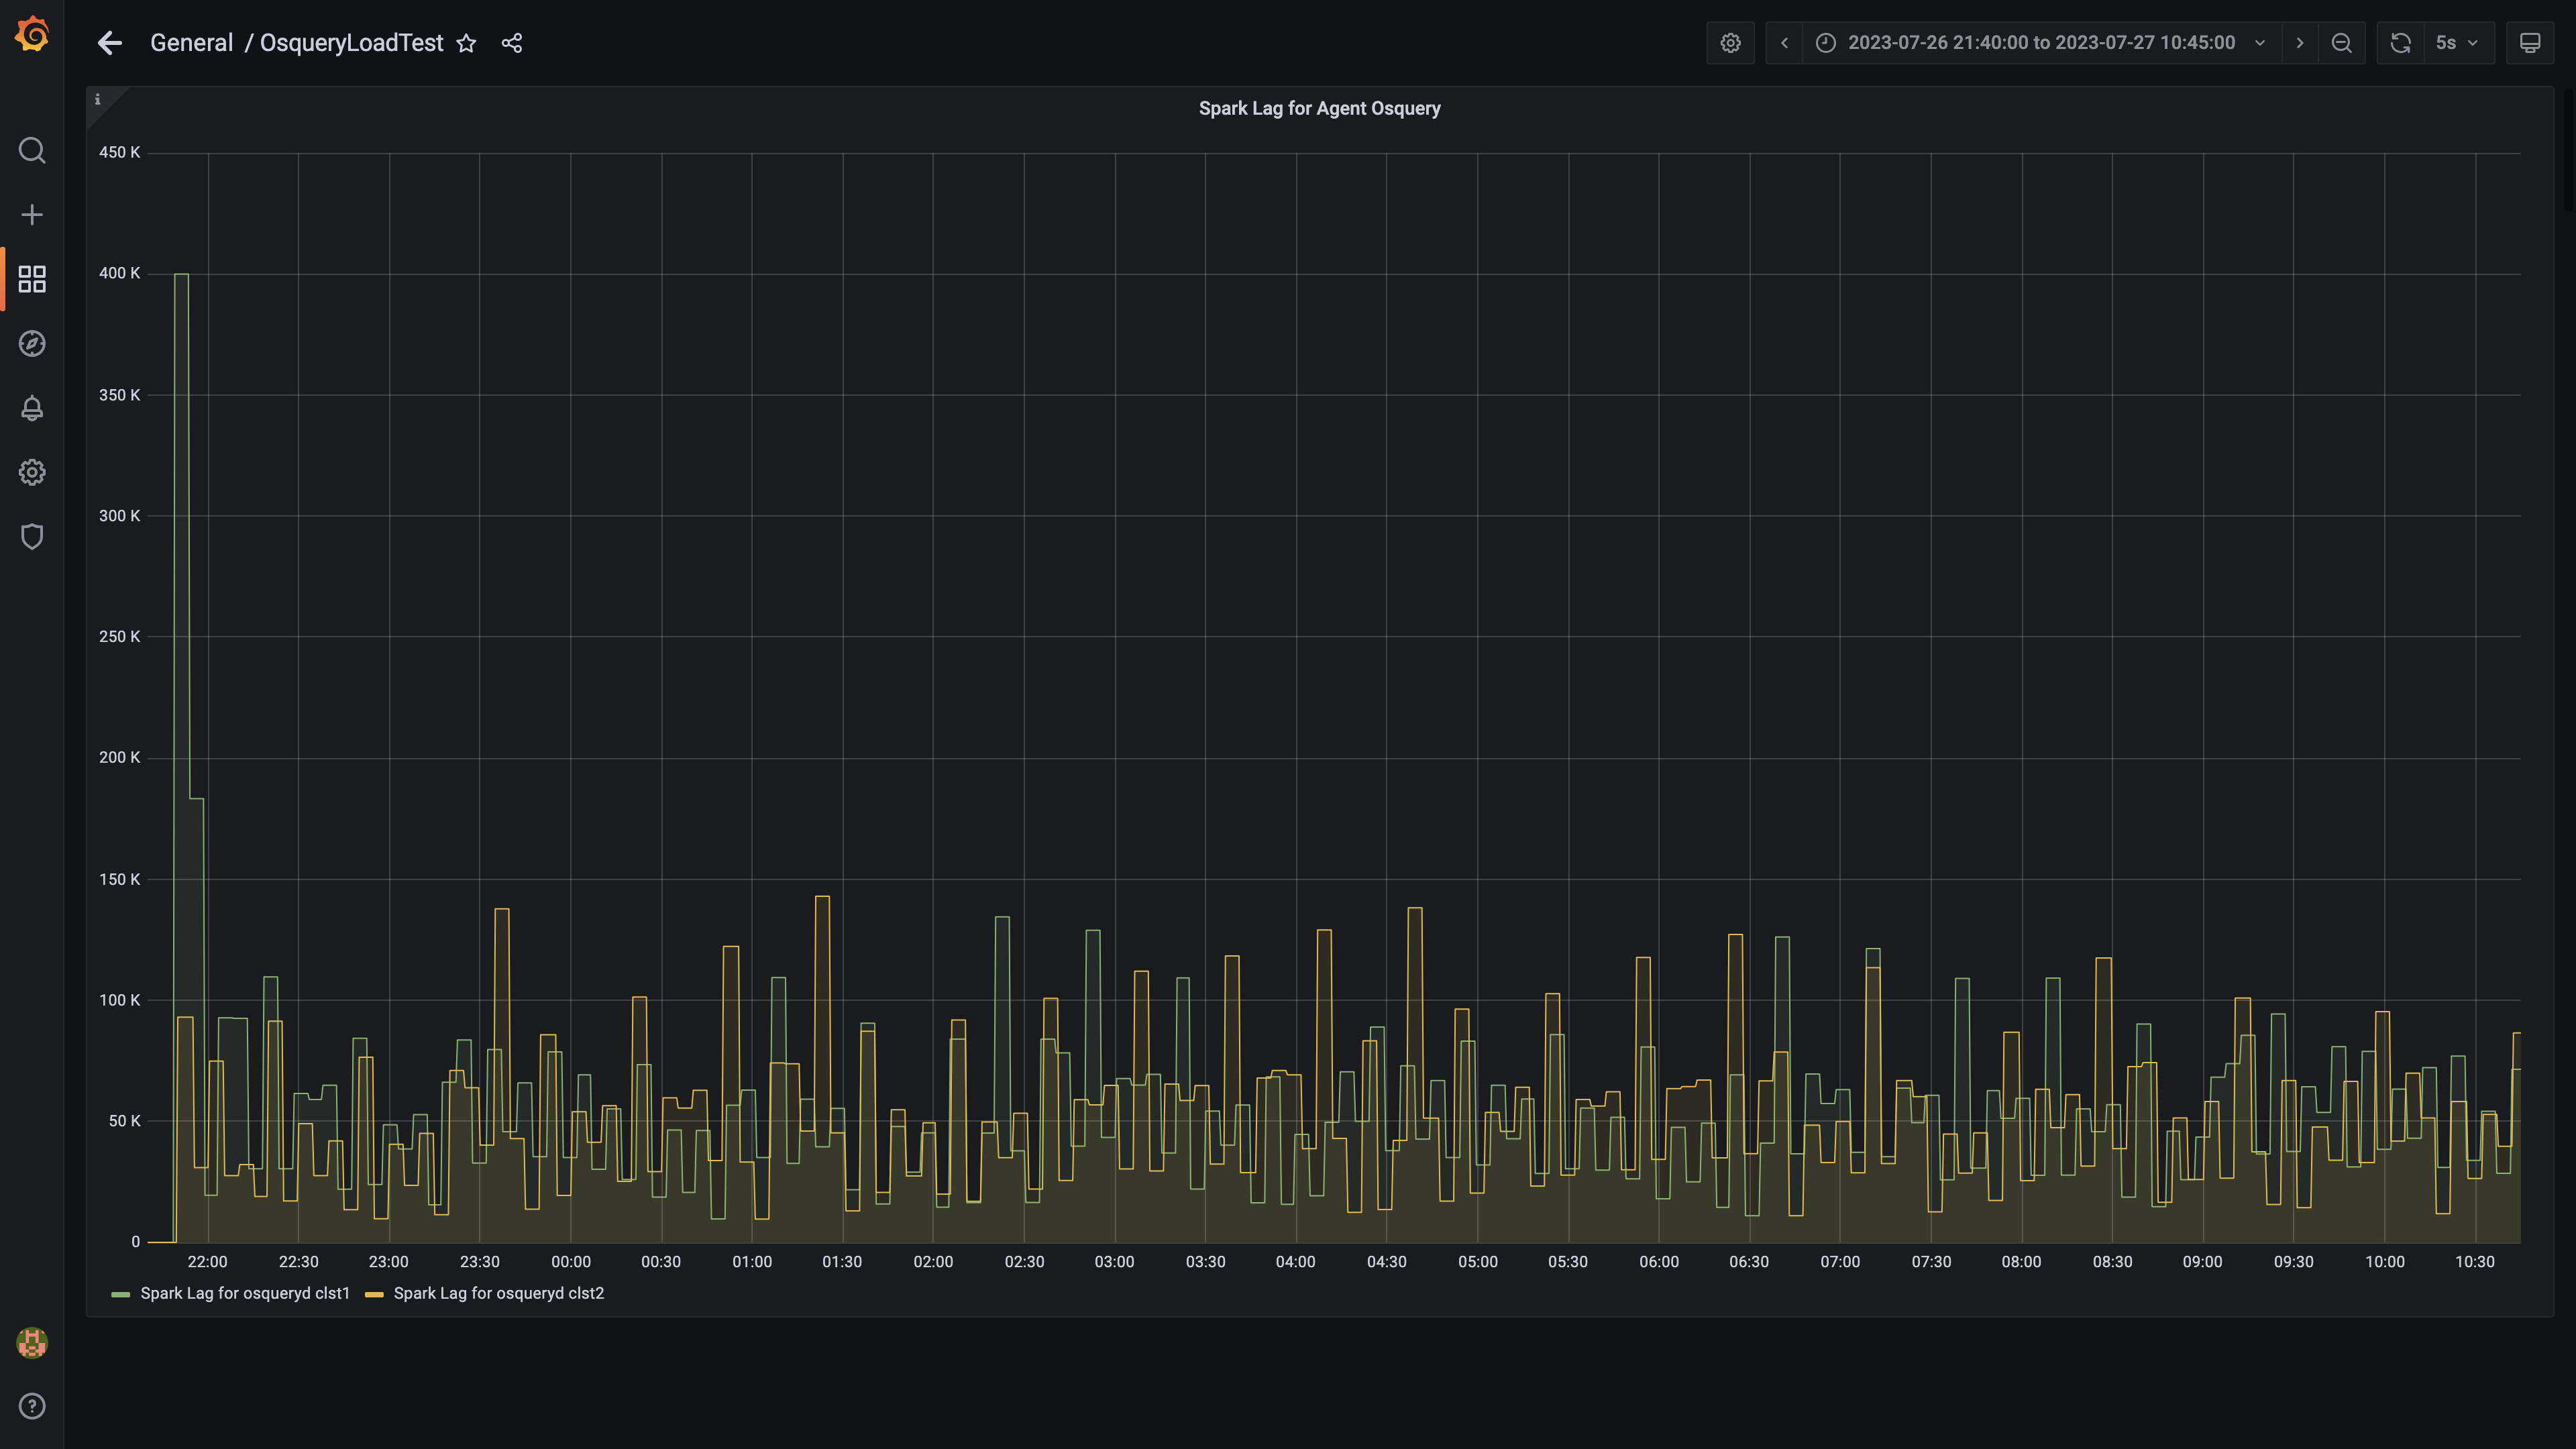 General / OsqueryLoadTest
2023-07-26 21:40:00 to 2023-07-27 10:45:00
5s
i
Spark Lag for Agent Osquery
450 K
400 K
350 K
300 K
250 K
200 K
150 K
100 K
50 K
0
22:00 22:30 23:00 23:30 00:00 00:30 01:00 01:30 02:00 02:30 03:00 03:30 04:00 04:30 05:00 05:30 06:00 06:30 07:00 07:30 08:00 08:30 09:00 09:30 10:00 10:30
Spark Lag for osqueryd clst1 Spark Lag for osqueryd clst2
?